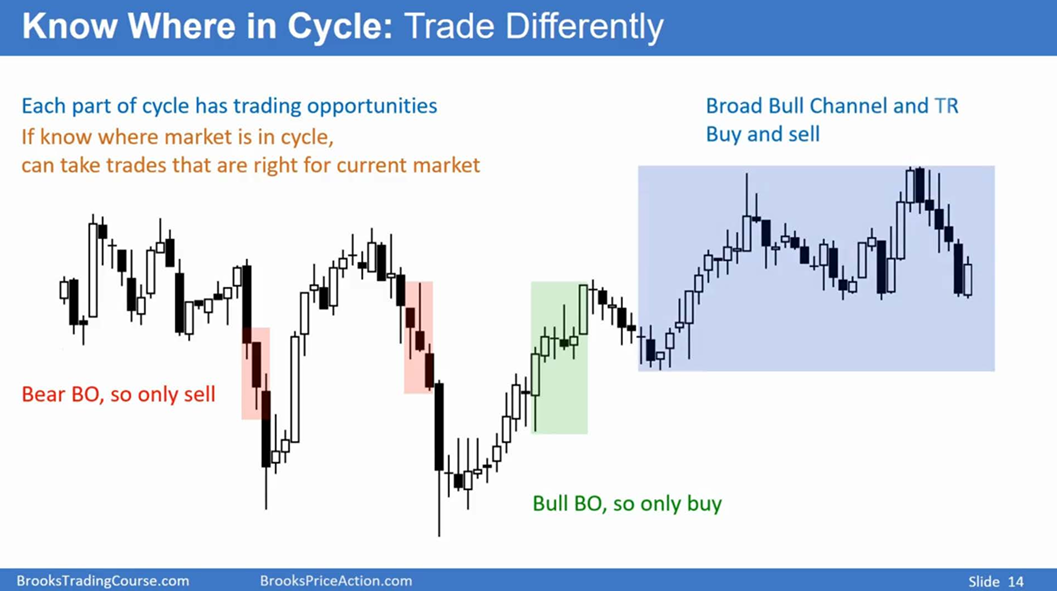 Know Where in Cycle: Trade Differently
Each part of cycle has trading opportunities
If know where market is in cycle,
can take trades that are right for current market
Broad Bull Channel and TR
Buy and sell
Bear BO, so only sell
Bull BO, so only buy
BrooksTradingCourse.com
BrooksPriceAction.com
Slide 14